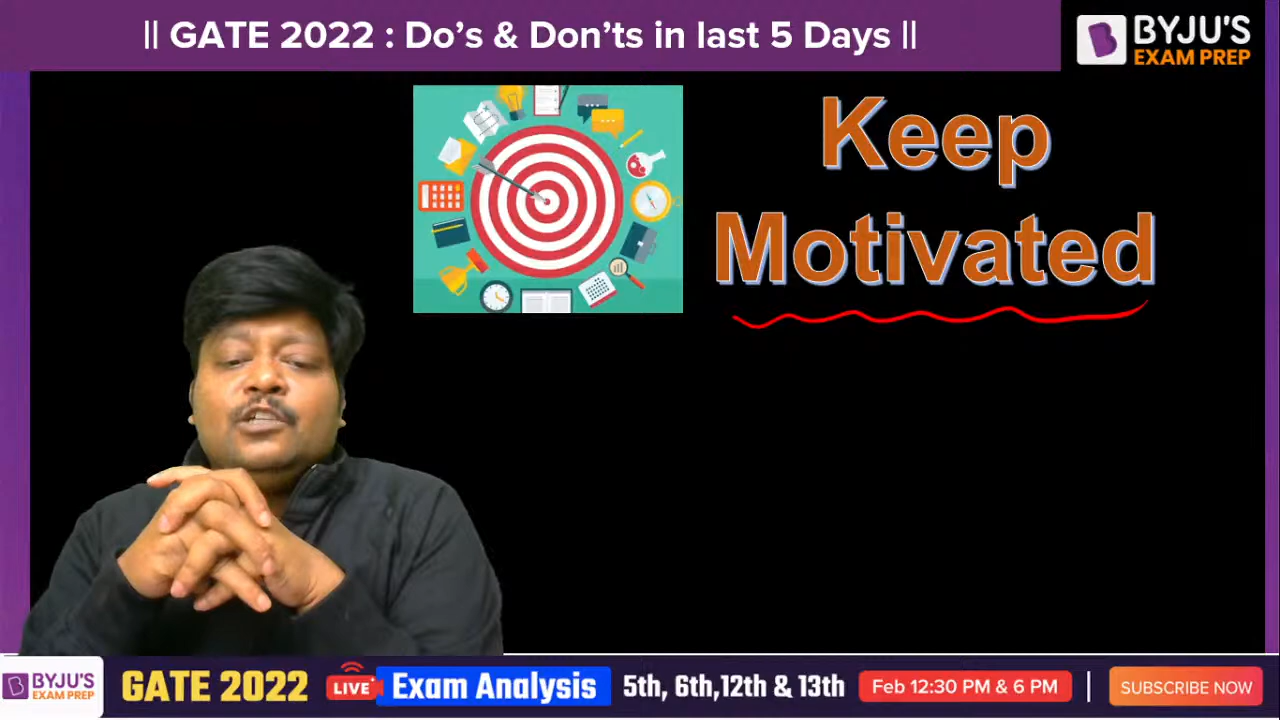 || GATE 2022 : Do's & Don'ts in last 5 Days ||
BYJU'S
EXAM PREP
Keep
Motivated
BYJU'S
EXAM PREP
GATE 2022
LIVE
Exam Analysis
5th, 6th,12th & 13th
Feb 12:30 PM & 6 PM
SUBSCRIBE NOW